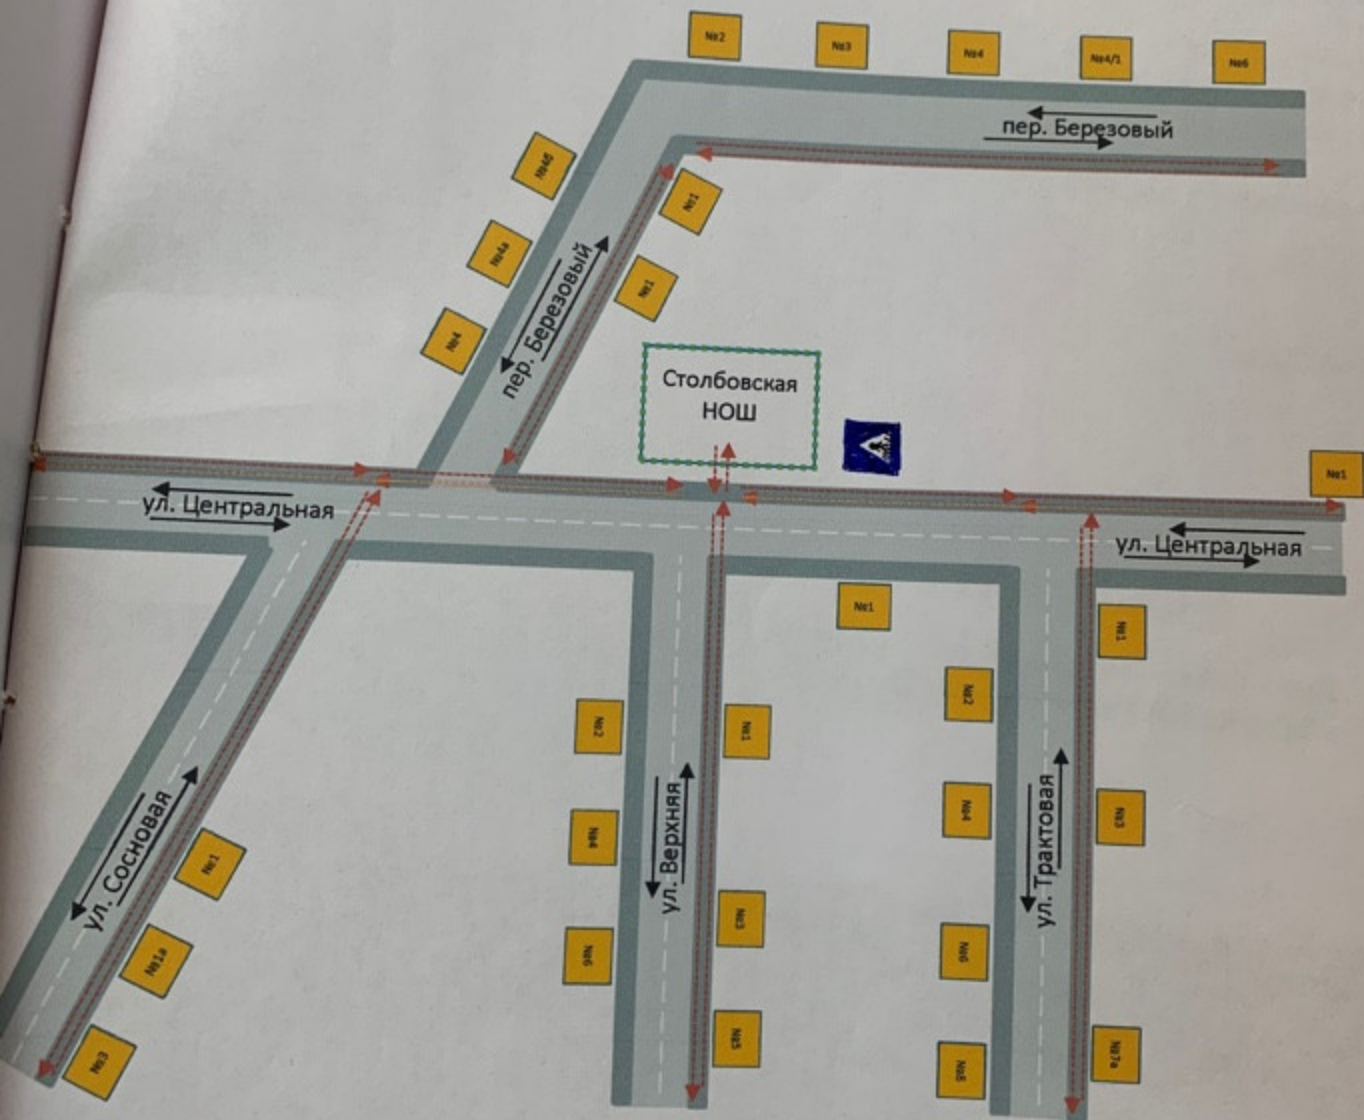 №2
№3
№4
№4/1
№6
пер. Березовый
№4б
№1
№4а
№1
№4
пер. Березовый
Столбовская
НОШ
№1
ул. Центральная
ул. Центральная
№1
№1
№2
№2
№1
№4
№4
№3
ул. Сосновая
ул. Верхняя
ул. Трактовая
№1
№3
№1а
№6
№6
№3
№5
№8
№7а